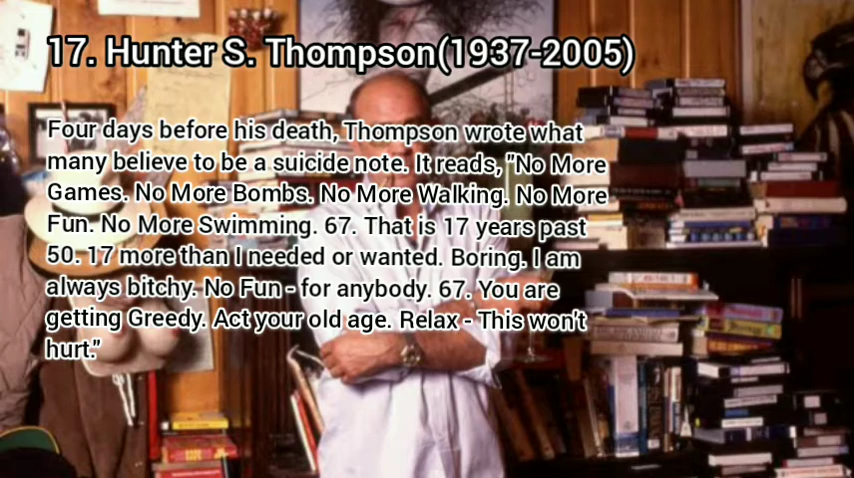 17. Hunter S. Thompson(1937-2005)
Four days before his death, Thompson wrote what
many believe to be a suicide note. It reads, "No More
Games. No More Bombs. No More Walking. No More
Fun. No More Swimming. 67. That is 17 years past
50. 17 more than I needed or wanted. Boring. I am
always bitchy. No Fun - for anybody. 67. You are
getting Greedy. Act your old age. Relax - This won't
hurt."